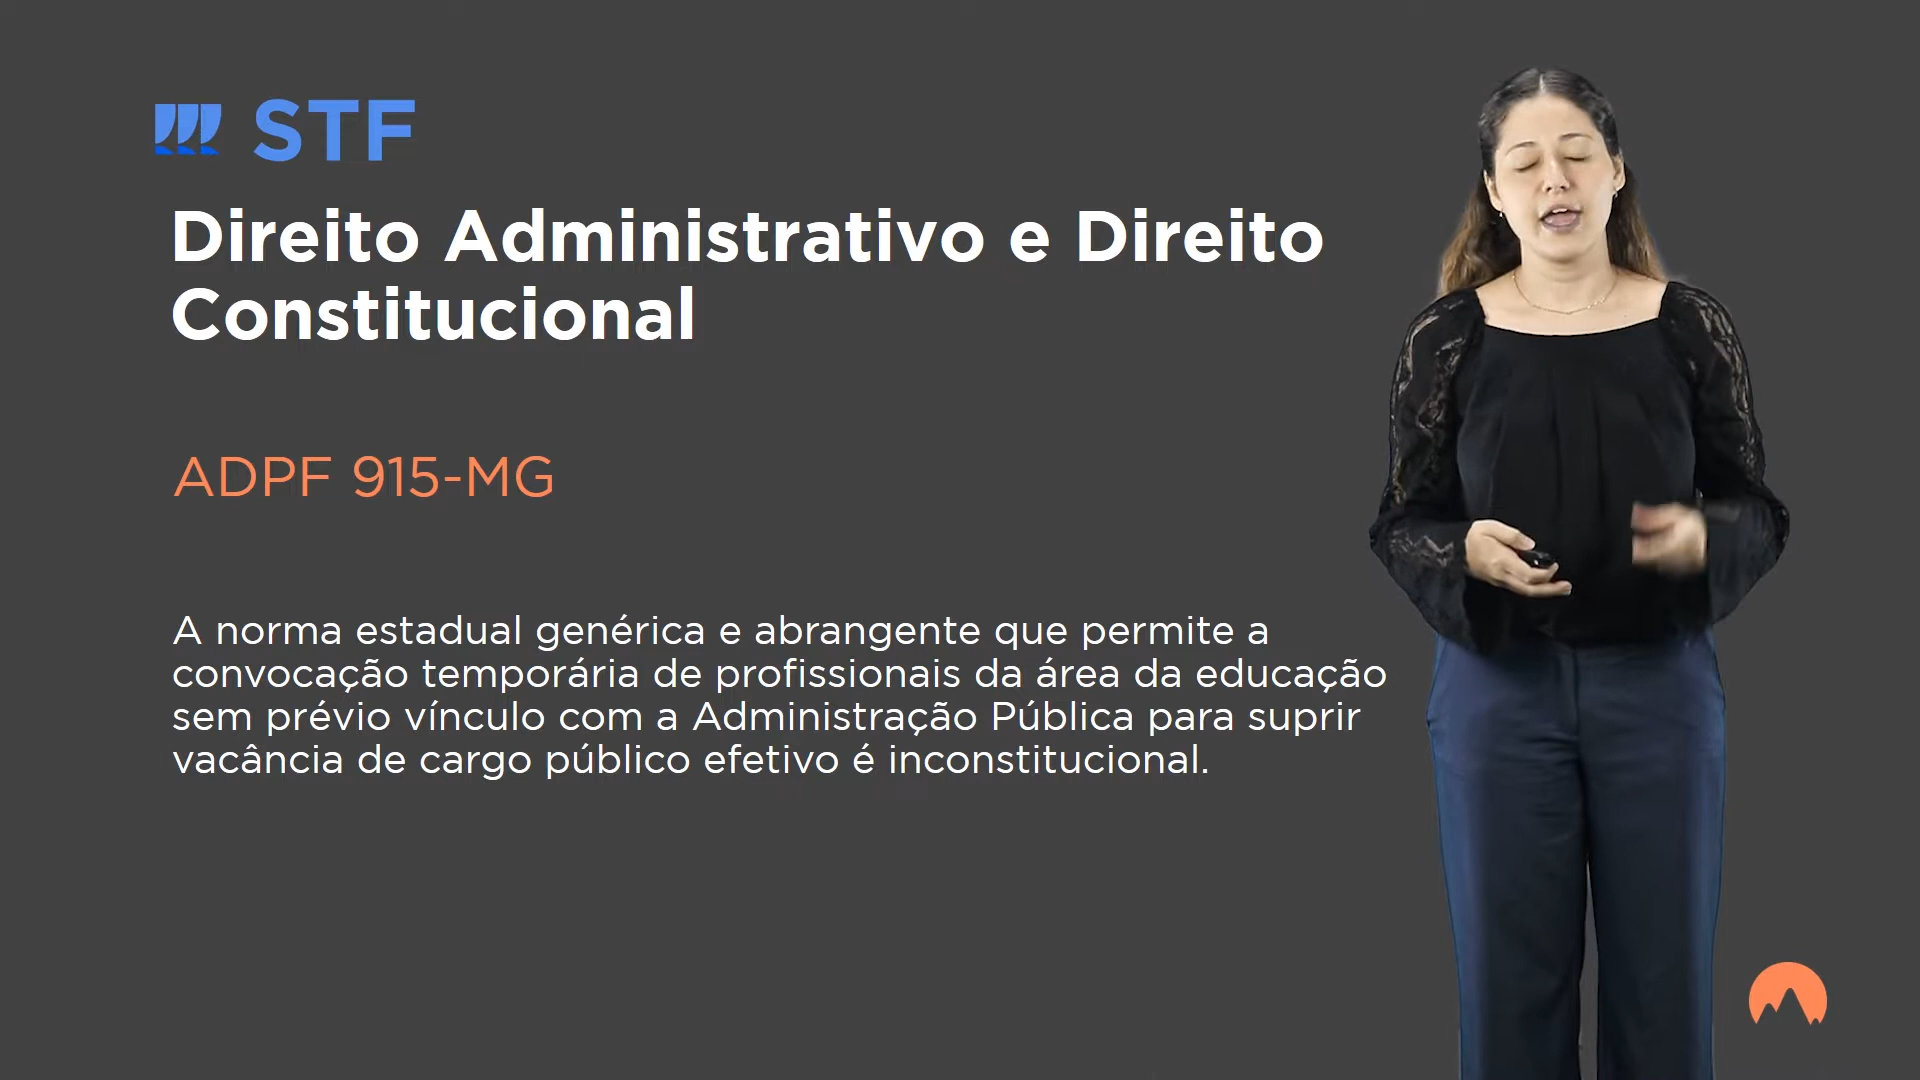 STF
Direito Administrativo e Direito
Constitucional
ADPF 915-MG
A norma estadual genérica e abrangente que permite a
convocação temporária de profissionais da área da educação
sem prévio vínculo com a Administração Pública para suprir
vacância de cargo público efetivo é inconstitucional.